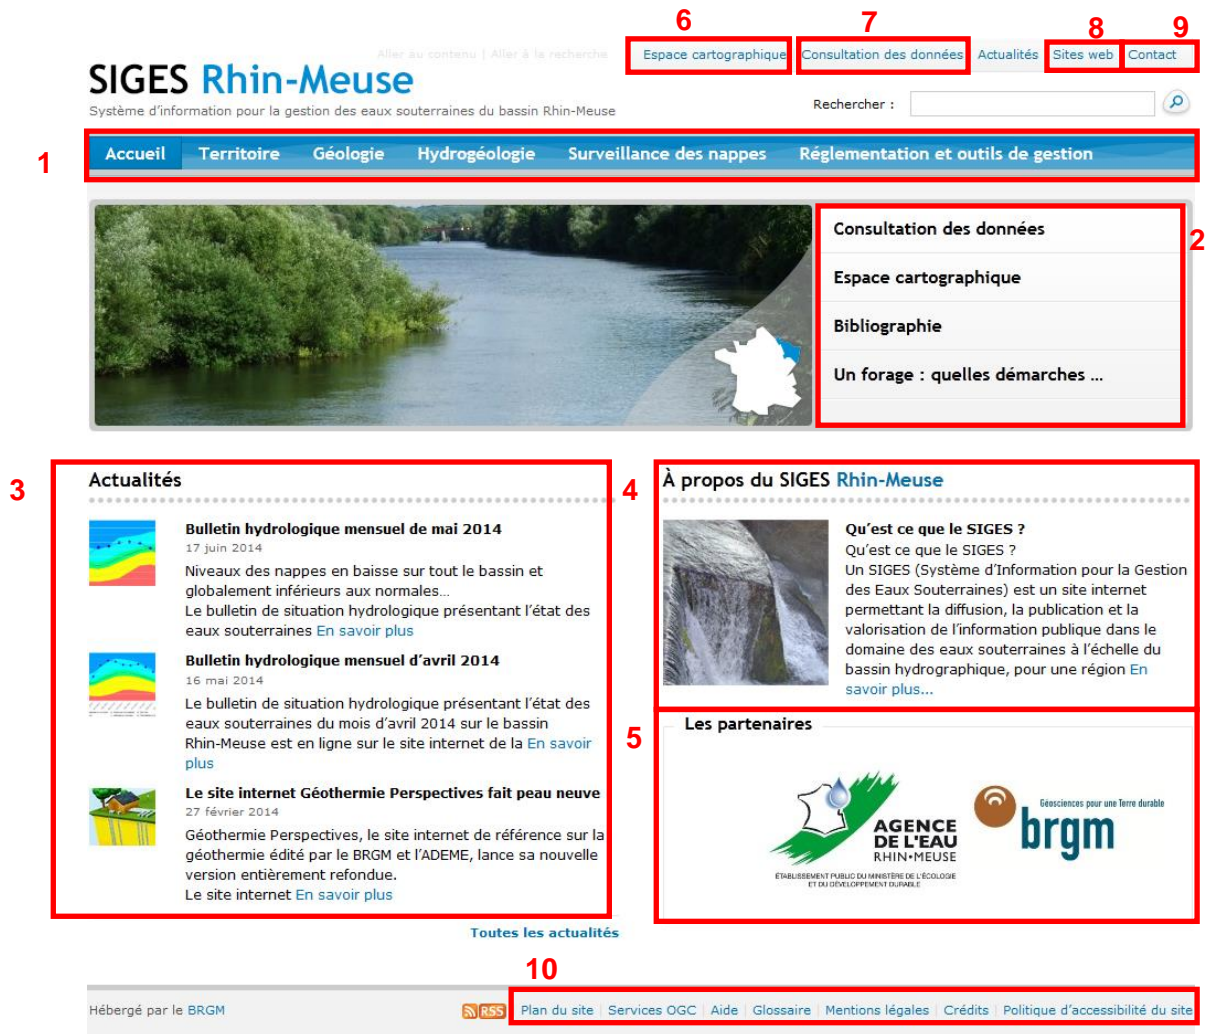 6
7
8
9
Aller au contenu | Aller à la recherche
Espace cartographique
Consultation des données
Actualités
Sites web
Contact
SIGES Rhin-Meuse
Système d'information pour la gestion des eaux souterraines du bassin Rhin-Meuse
Rechercher :
1
Accueil
Territoire
Géologie
Hydrogéologie
Surveillance des nappes
Réglementation et outils de gestion
2
Consultation des données
Espace cartographique
Bibliographie
Un forage : quelles démarches ...
3
Actualités
Bulletin hydrologique mensuel de mai 2014
17 juin 2014
Niveaux des nappes en baisse sur tout le bassin et
globalement inférieurs aux normales...
Le bulletin de situation hydrologique présentant l'état des
eaux souterraines En savoir plus
Bulletin hydrologique mensuel d'avril 2014
16 mai 2014
Le bulletin de situation hydrologique présentant l'état des
eaux souterraines du mois d'avril 2014 sur le bassin
Rhin-Meuse est en ligne sur le site internet de la En savoir
plus
Le site internet Géothermie Perspectives fait peau neuve
27 février 2014
Géothermie Perspectives, le site internet de référence sur la
géothermie édité par le BRGM et l'ADEME, lance sa nouvelle
version entièrement refondue.
Le site internet En savoir plus
Toutes les actualités
4
À propos du SIGES Rhin-Meuse
Qu'est ce que le SIGES ?
Qu'est ce que le SIGES ?
Un SIGES (Système d'Information pour la Gestion
des Eaux Souterraines) est un site internet
permettant la diffusion, la publication et la
valorisation de l'information publique dans le
domaine des eaux souterraines à l'échelle du
bassin hydrographique, pour une région En
savoir plus...
5
Les partenaires
AGENCE
DE L'EAU
RHIN•MEUSE
ÉTABLISSEMENT PUBLIC DU MINISTÈRE DE L'ÉCOLOGIE
ET DU DÉVELOPPEMENT DURABLE
Géosciences pour une Terre durable
brgm
10
Hébergé par le BRGM
RSS
Plan du site | Services OGC | Aide | Glossaire | Mentions légales | Crédits | Politique d'accessibilité du site